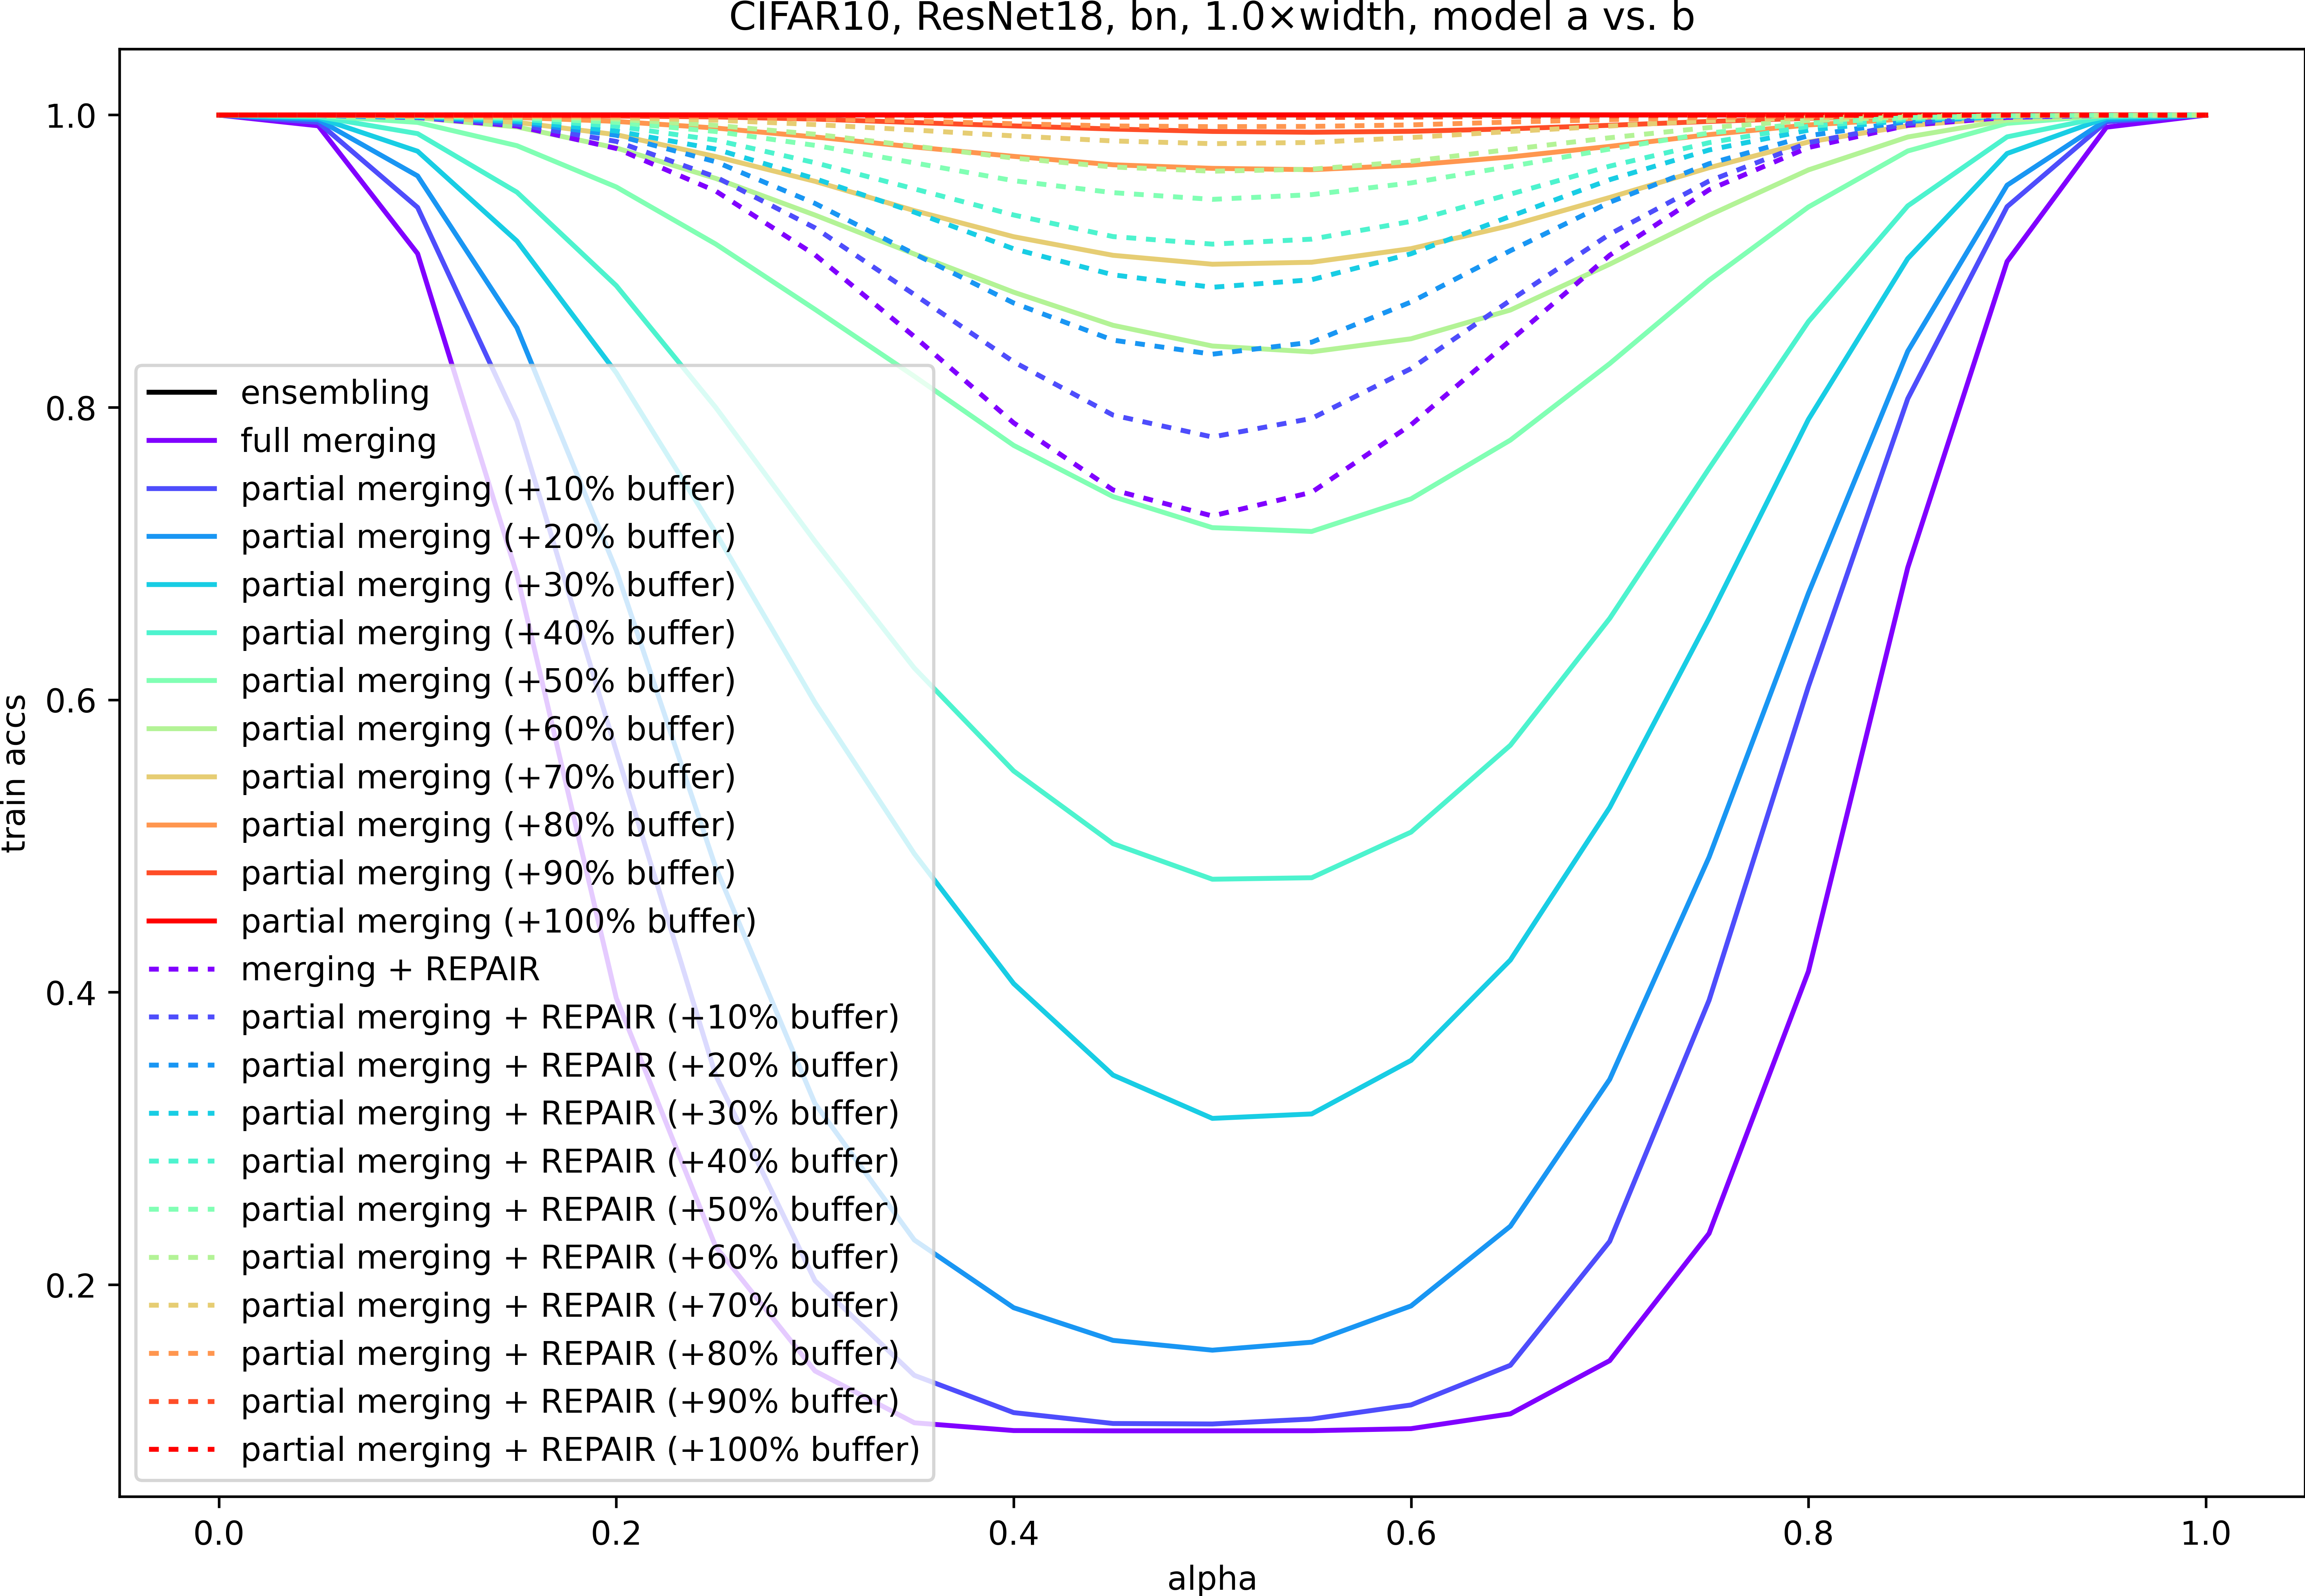 CIFAR10, ResNet18, bn, 1.0×width, model a vs. b
1.0
0.8
0.6
0.4
0.2
train accs
ensembling
full merging
partial merging (+10% buffer)
partial merging (+20% buffer)
partial merging (+30% buffer)
partial merging (+40% buffer)
partial merging (+50% buffer)
partial merging (+60% buffer)
partial merging (+70% buffer)
partial merging (+80% buffer)
partial merging (+90% buffer)
partial merging (+100% buffer)
merging + REPAIR
partial merging + REPAIR (+10% buffer)
partial merging + REPAIR (+20% buffer)
partial merging + REPAIR (+30% buffer)
partial merging + REPAIR (+40% buffer)
partial merging + REPAIR (+50% buffer)
partial merging + REPAIR (+60% buffer)
partial merging + REPAIR (+70% buffer)
partial merging + REPAIR (+80% buffer)
partial merging + REPAIR (+90% buffer)
partial merging + REPAIR (+100% buffer)
0.0 0.2 0.4 0.6 0.8 1.0
alpha